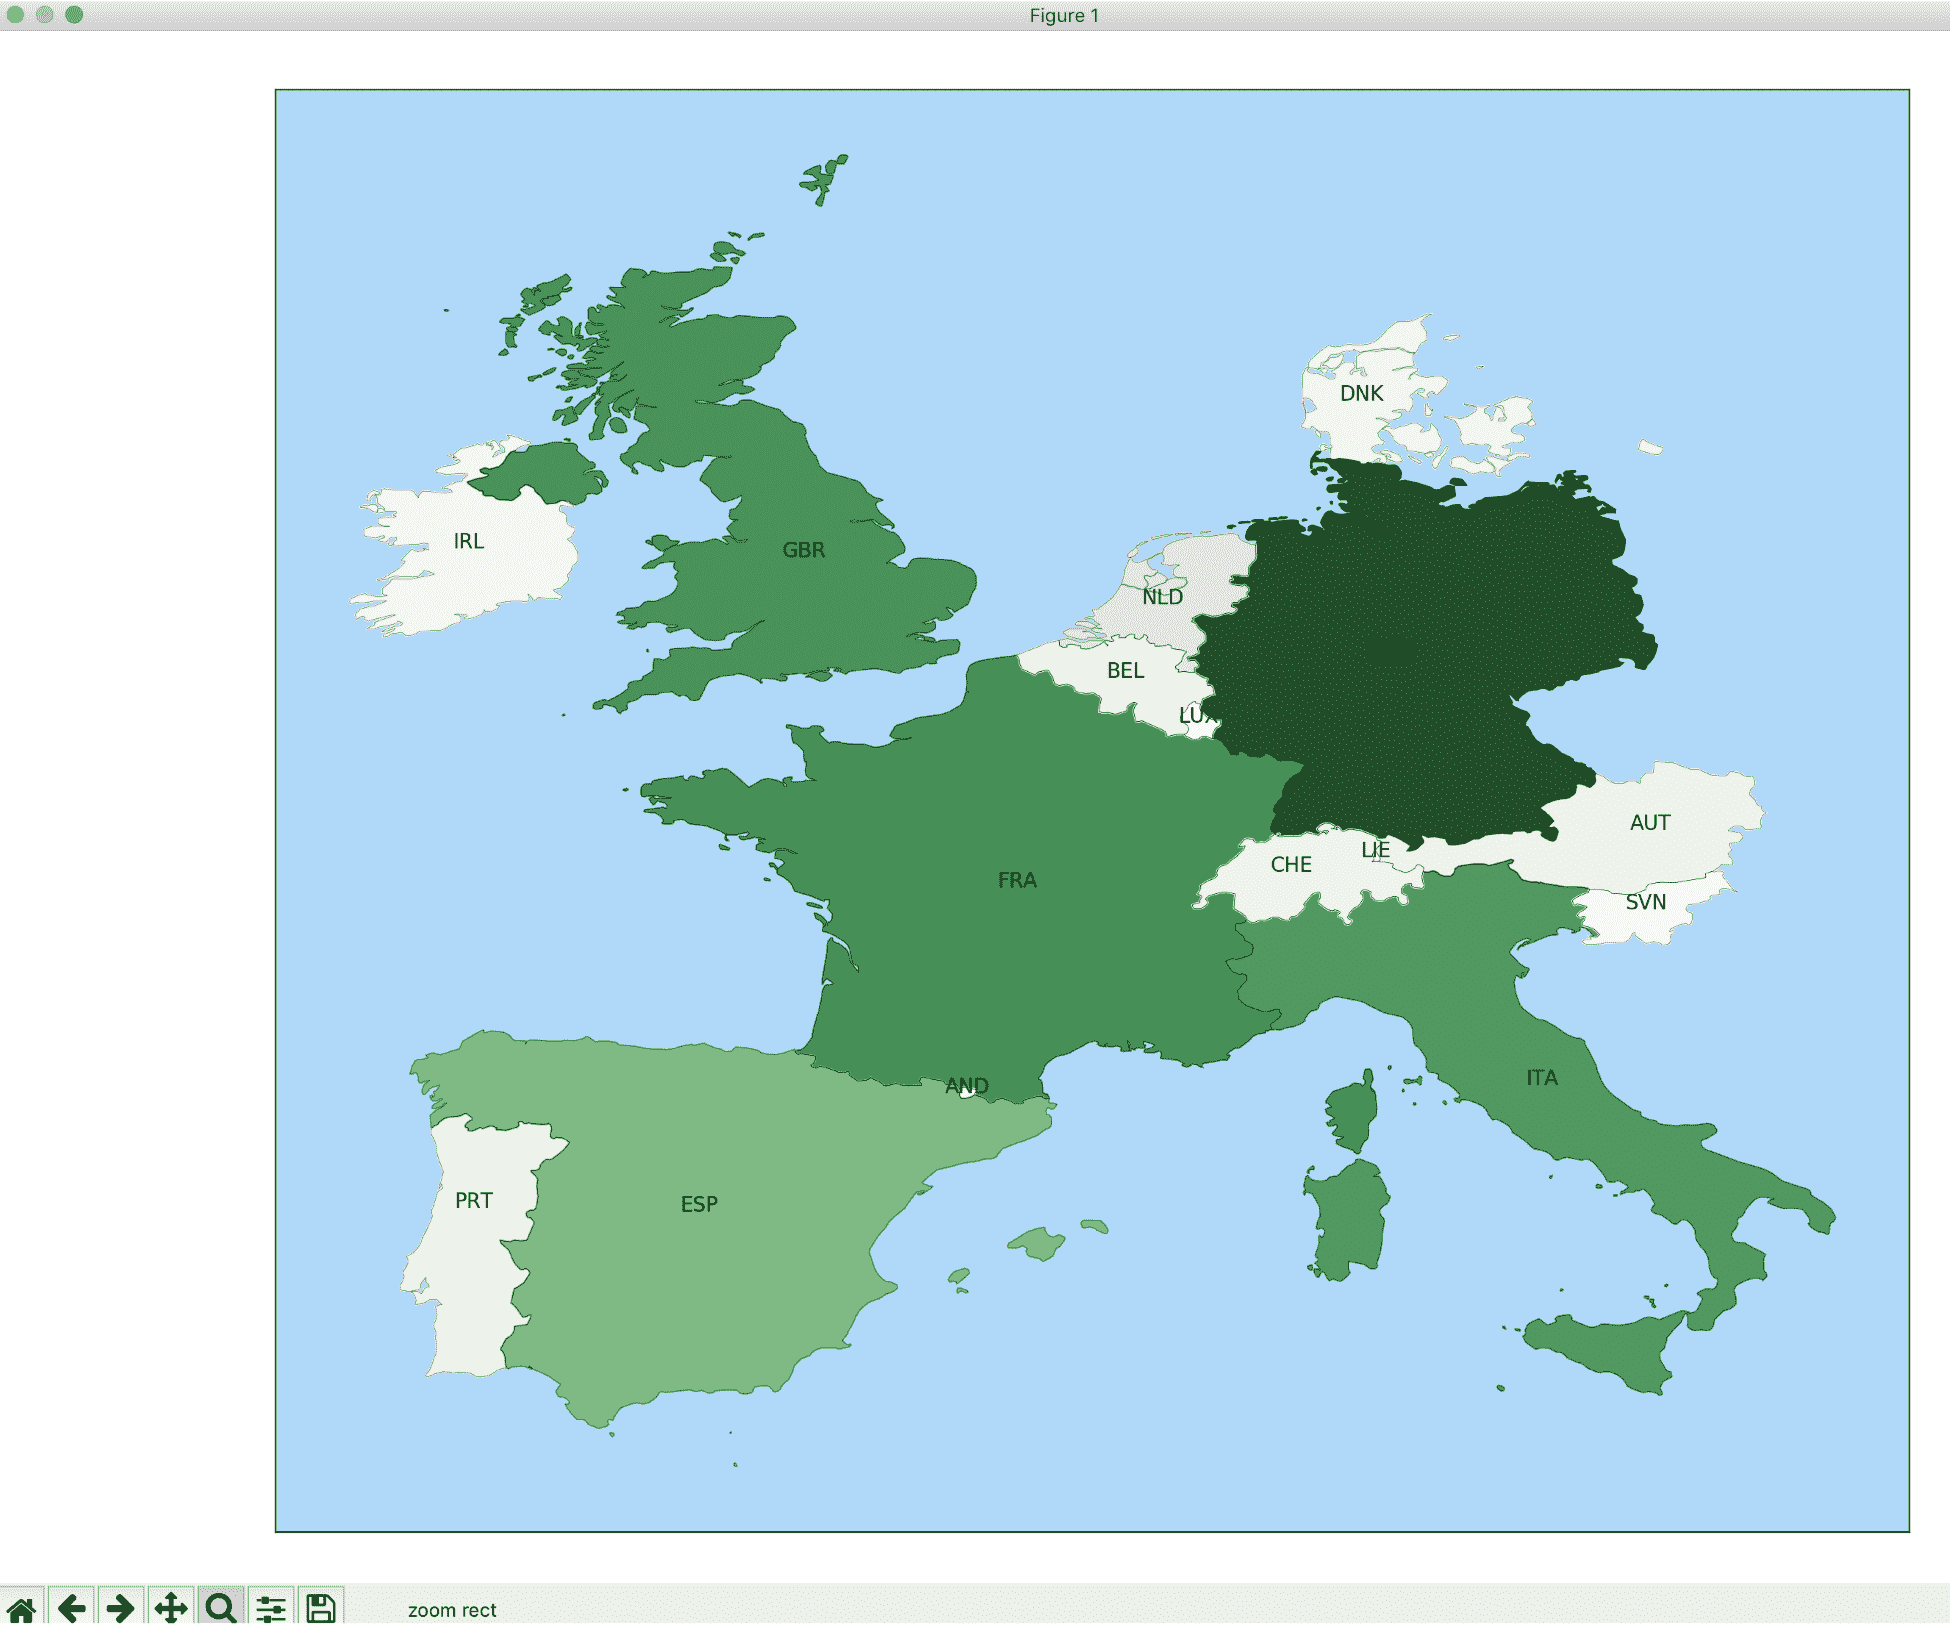 Figure 1
DNK
IRL
GBR
NLD
BEL
LUX
AUT
LIE
CHE
FRA
SVN
ITA
AND
PRT
ESP
zoom rect